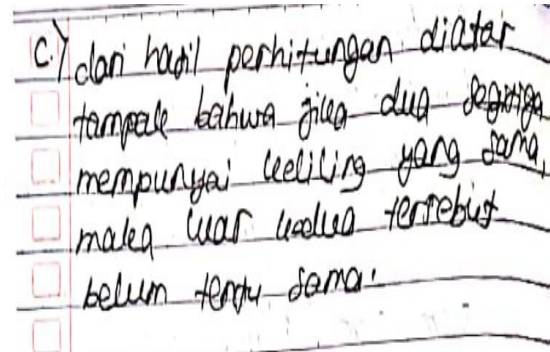 C.) dari hasil perhitungan diatas
tampak bahwa jika dua segitiga
mempunyai keliling yang sama,
maka luas kedua tersebut
belum tentu sama.